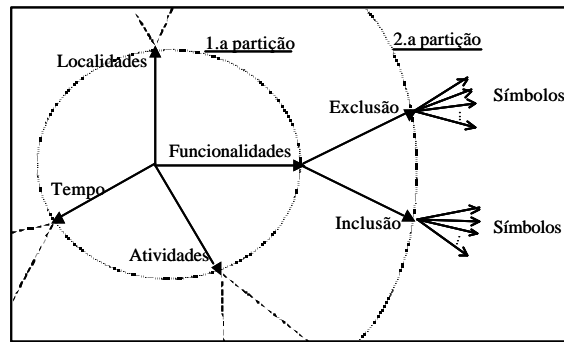 1.a partição
2.a partição
Localidades
Exclusão
Símbolos
Funcionalidades
Tempo
Inclusão
Símbolos
Atividades